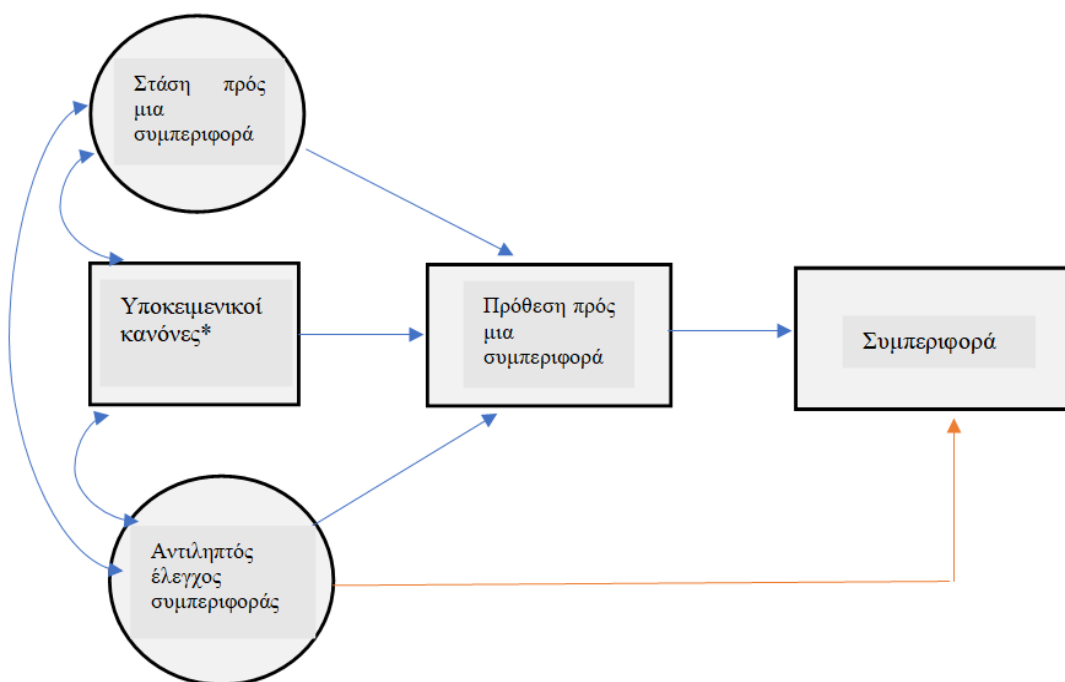 Στάση πρός
μια
συμπεριφορά
Υποκειμενικοί
κανόνες*
Πρόθεση πρός
μια
συμπεριφορά
Συμπεριφορά
Αντιληπτός
έλεγχος
συμπεριφοράς